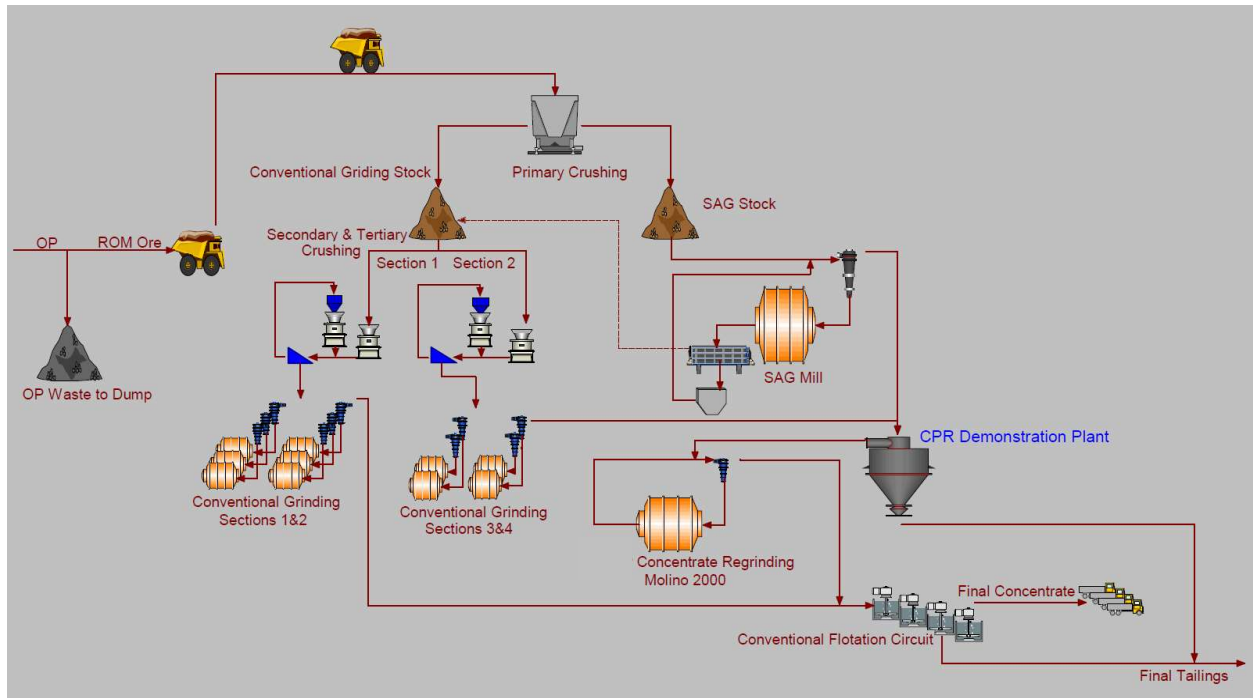 Conventional Griding Stock
Primary Crushing
SAG Stock
OP
ROM Ore
Secondary & Tertiary
Crushing
Section 1
Section 2
OP Waste to Dump
SAG Mill
CPR Demonstration Plant
Conventional Grinding
Sections 1&2
Conventional Grinding
Sections 3&4
Concentrate Regrinding
Molino 2000
Final Concentrate
Conventional Flotation Circuit
Final Tailings